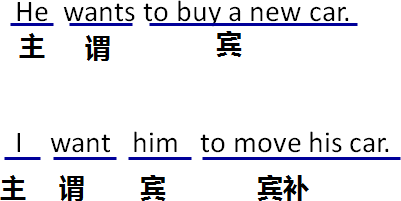 He wants to buy a new car.
主 谓 宾
I want him to move his car.
主 谓 宾 宾补